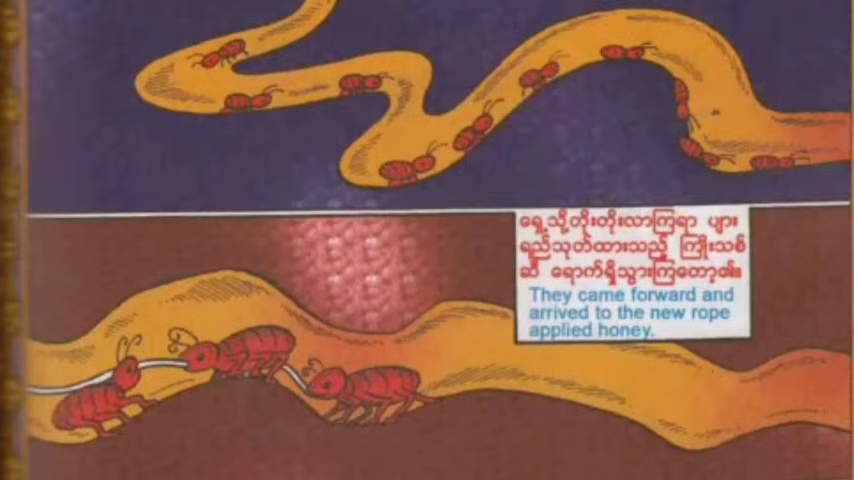 ရှေ့သို့တိုးတိုးလာကြရာ ပျား
ရည်သုတ်ထားသည့် ကြိုးသစ်
ဆီ ရောက်ရှိသွားကြတော့၏။
They came forward and
arrived to the new rope
applied honey.